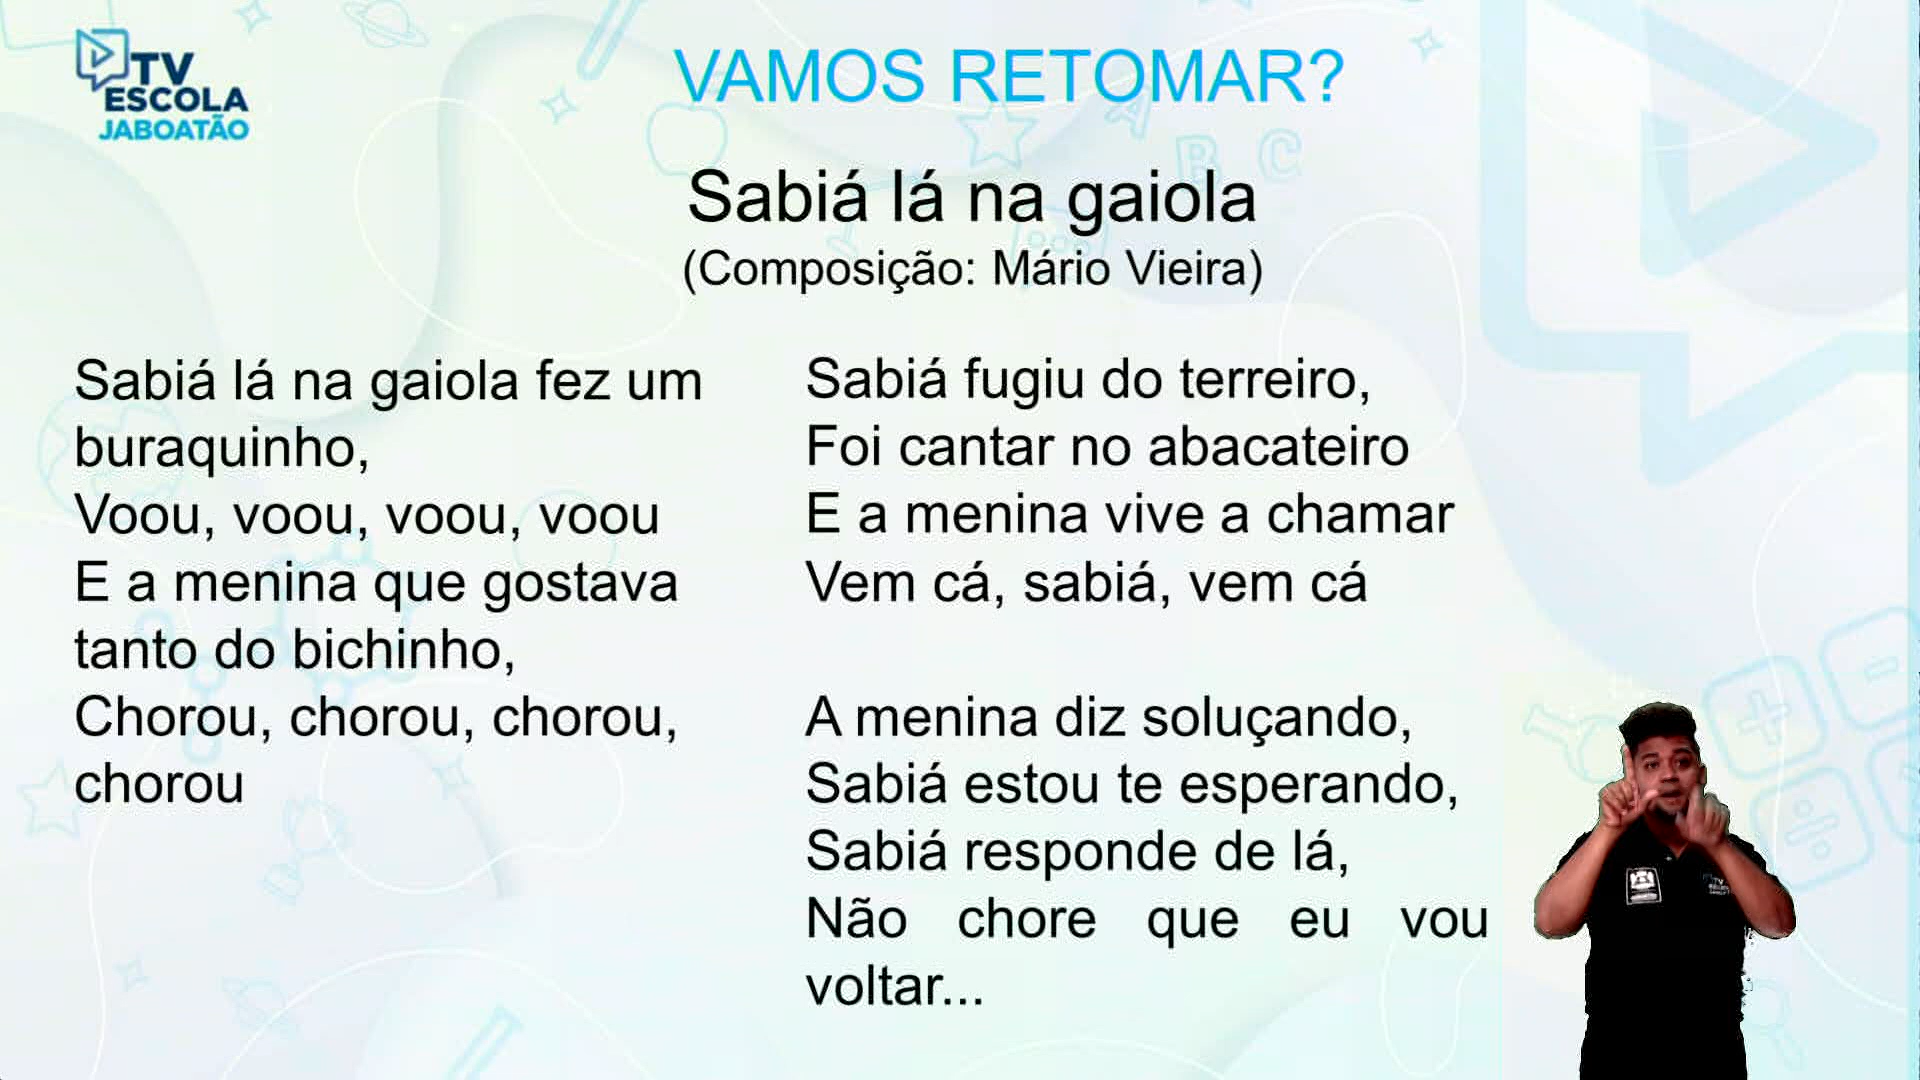 TV
ESCOLA
JABOATÃO
VAMOS RETOMAR?
A
B C
Sabiá lá na gaiola
(Composição: Mário Vieira)
Sabiá lá na gaiola fez um
buraquinho,
Voou, voou, voou, voou
E a menina que gostava
tanto do bichinho,
Chorou, chorou, chorou,
chorou
Sabiá fugiu do terreiro,
Foi cantar no abacateiro
E a menina vive a chamar
Vem cá, sabiá, vem cá
A menina diz soluçando,
Sabiá estou te esperando,
Sabiá responde de lá,
Não chore que eu vou
voltar...